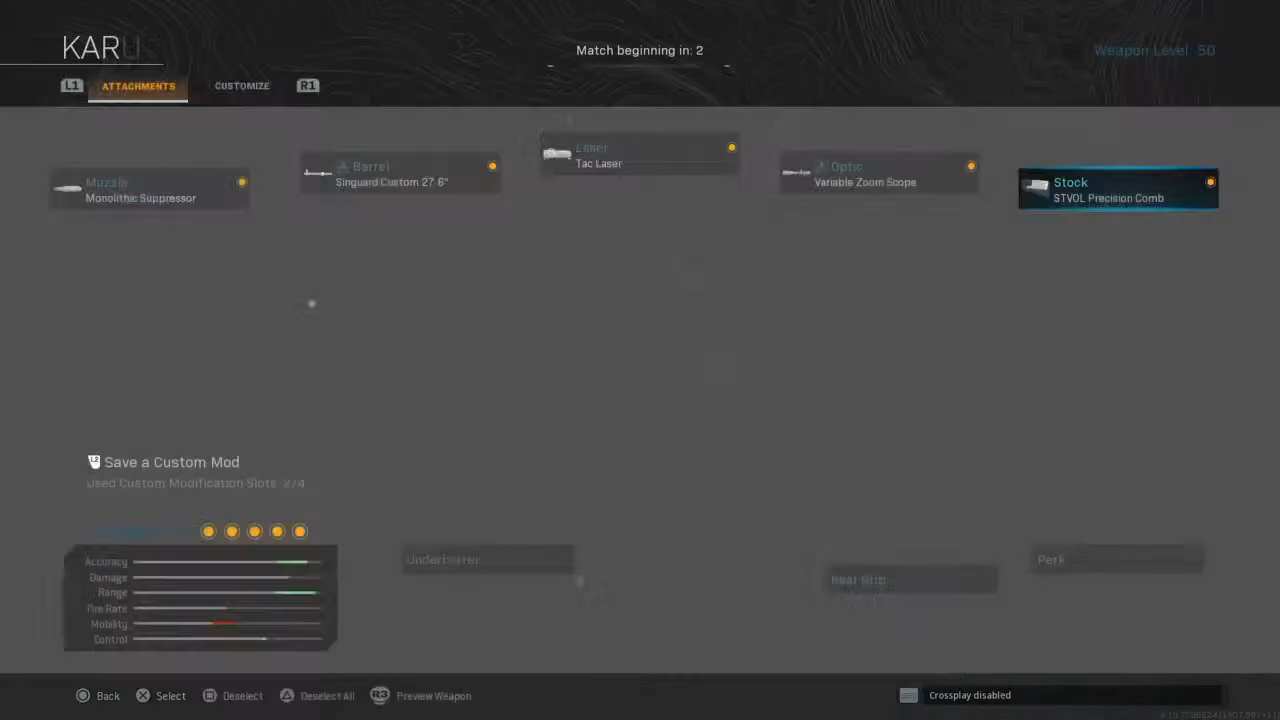 KAR
Match beginning in: 2
Weapon Level 50
L1 ATTACHMENTS CUSTOMIZE R1
Muzzle
Monolithic Suppressor
Barrel
Singuard Custom 27.6"
Laser
Tac Laser
Optic
Variable Zoom Scope
Stock
STVOL Precision Comb
L2 Save a Custom Mod
Used Custom Modification Slots 2/4
Accuracy
Damage
Range
Fire Rate
Mobility
Control
Underbarrel
Rear Grip
Perk
Back Select Deselect Deselect All R3 Preview Weapon
Crossplay disabled